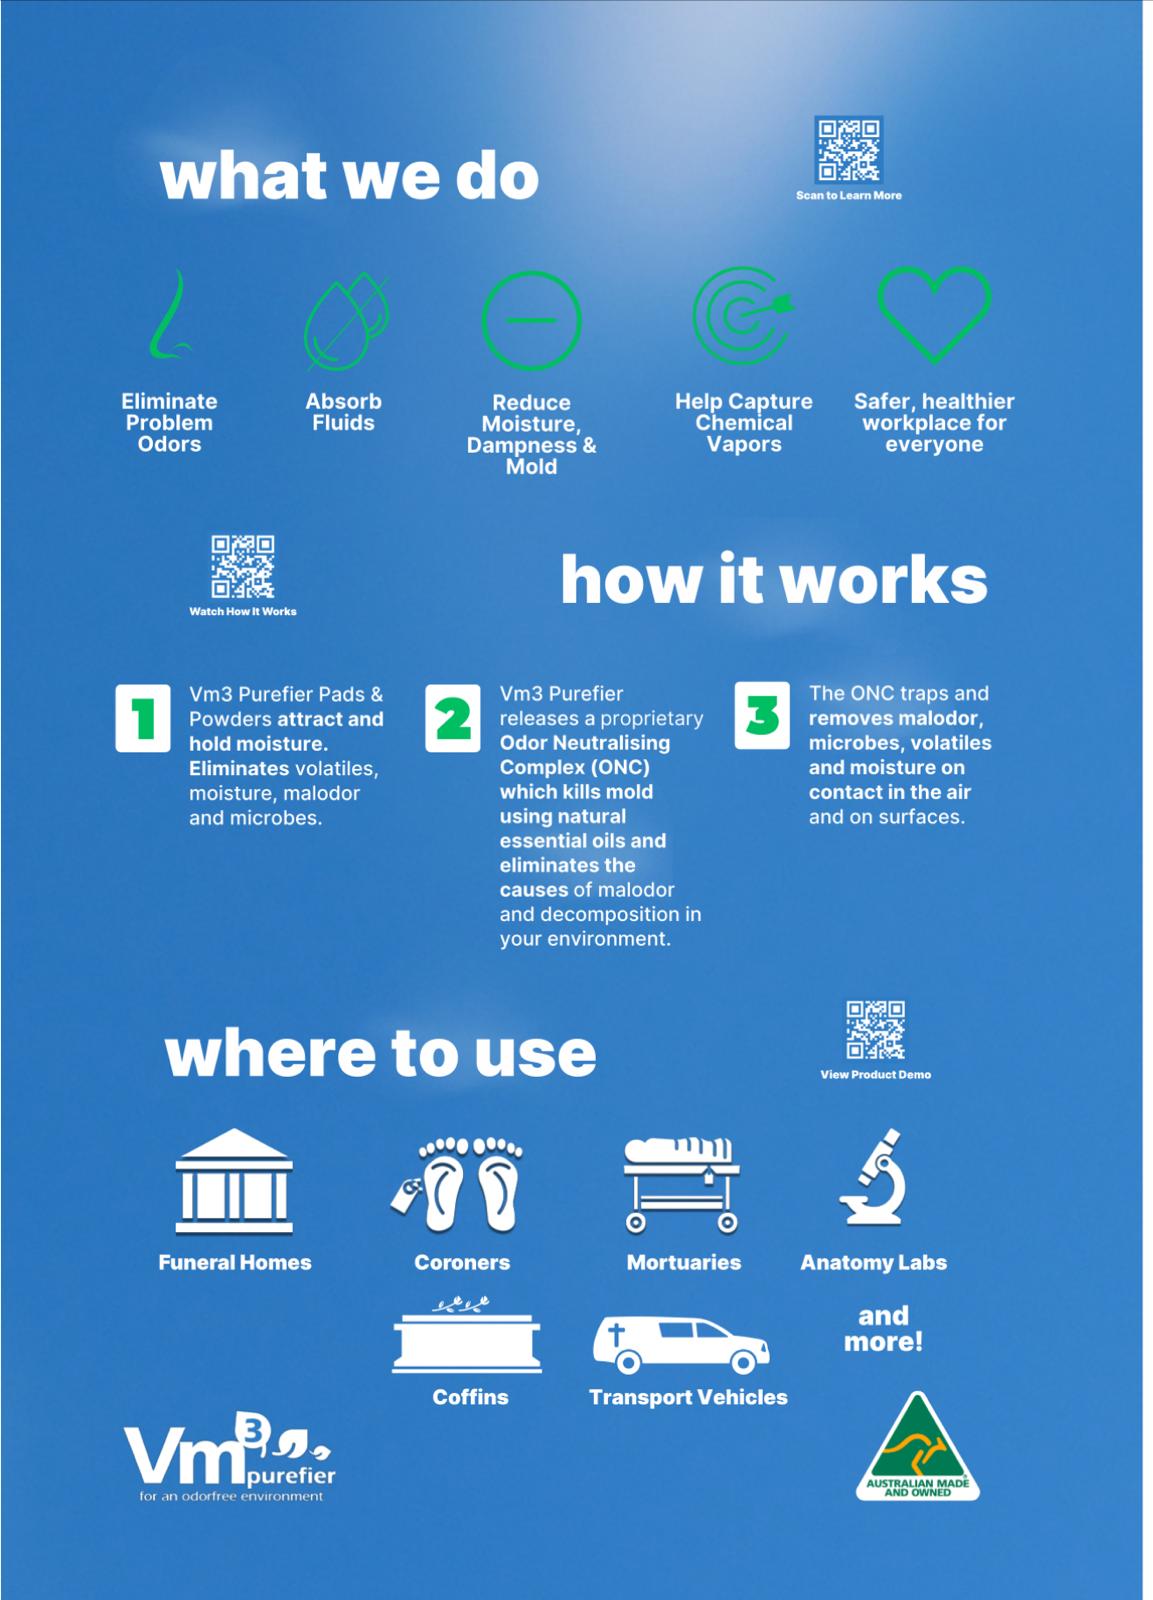 what we do
Scan to Learn More
Eliminate
Problem
Odors
Absorb
Fluids
Reduce
Moisture,
Dampness &
Mold
Help Capture
Chemical
Vapors
Safer, healthier
workplace for
everyone
Watch How It Works
how it works
1
Vm3 Purefier Pads &
Powders attract and
hold moisture.
Eliminates volatiles,
moisture, malodor
and microbes.
2
Vm3 Purefier
releases a proprietary
Odor Neutralising
Complex (ONC)
which kills mold
using natural
essential oils and
eliminates the
causes of malodor
and decomposition in
your environment.
3
The ONC traps and
removes malodor,
microbes, volatiles
and moisture on
contact in the air
and on surfaces.
where to use
View Product Demo
Funeral Homes
Coroners
Mortuaries
Anatomy Labs
Coffins
Transport Vehicles
and
more!
Vm3
purefier
for an odorfree environment
AUSTRALIAN MADE
AND OWNED